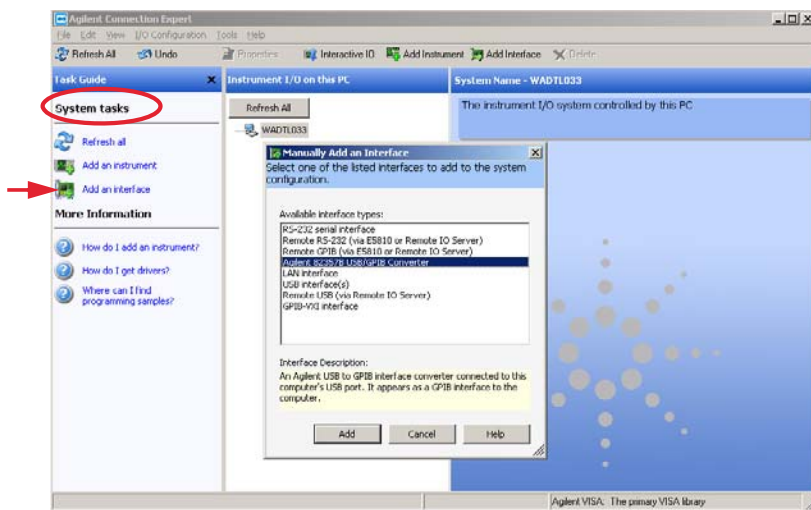 Agilent Connection Expert
File Edit View I/O Configuration Tools Help
Refresh All Undo Properties Interactive IO Add Instrument Add Interface Delete
Task Guide
Instrument I/O on this PC
System Name - WADTL033
System tasks
Refresh all
Add an instrument
Add an interface
More Information
How do I add an instrument?
How do I get drivers?
Where can I find
programming samples?
Refresh All
WADTL033
The instrument I/O system controlled by this PC
Manually Add an Interface
Select one of the listed interfaces to add to the system
configuration.
Available interface types:
RS-232 serial interface
Remote RS-232 (via E5810 or Remote IO Server)
Remote GPIB (via E5810 or Remote IO Server)
Agilent 82357B USB/GPIB Converter
LAN interface
USB interface(s)
Remote USB (via Remote IO Server)
GPIB-VXI interface
Interface Description:
An Agilent USB to GPIB interface converter connected to this
computer's USB port. It appears as a GPIB interface to the
computer.
Add Cancel Help
Agilent VISA: The primary VISA library